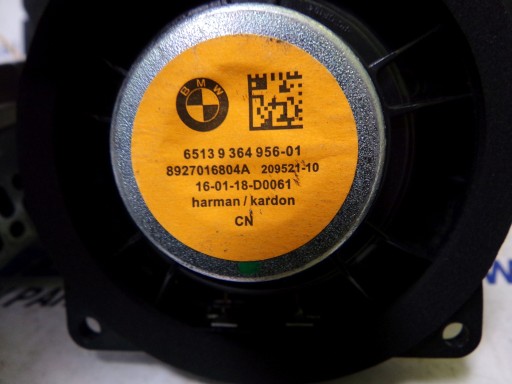 BMW
6513 9 364 956-01
8927016804A 209521-10
16-01-18-D0061
harman / kardon
CN